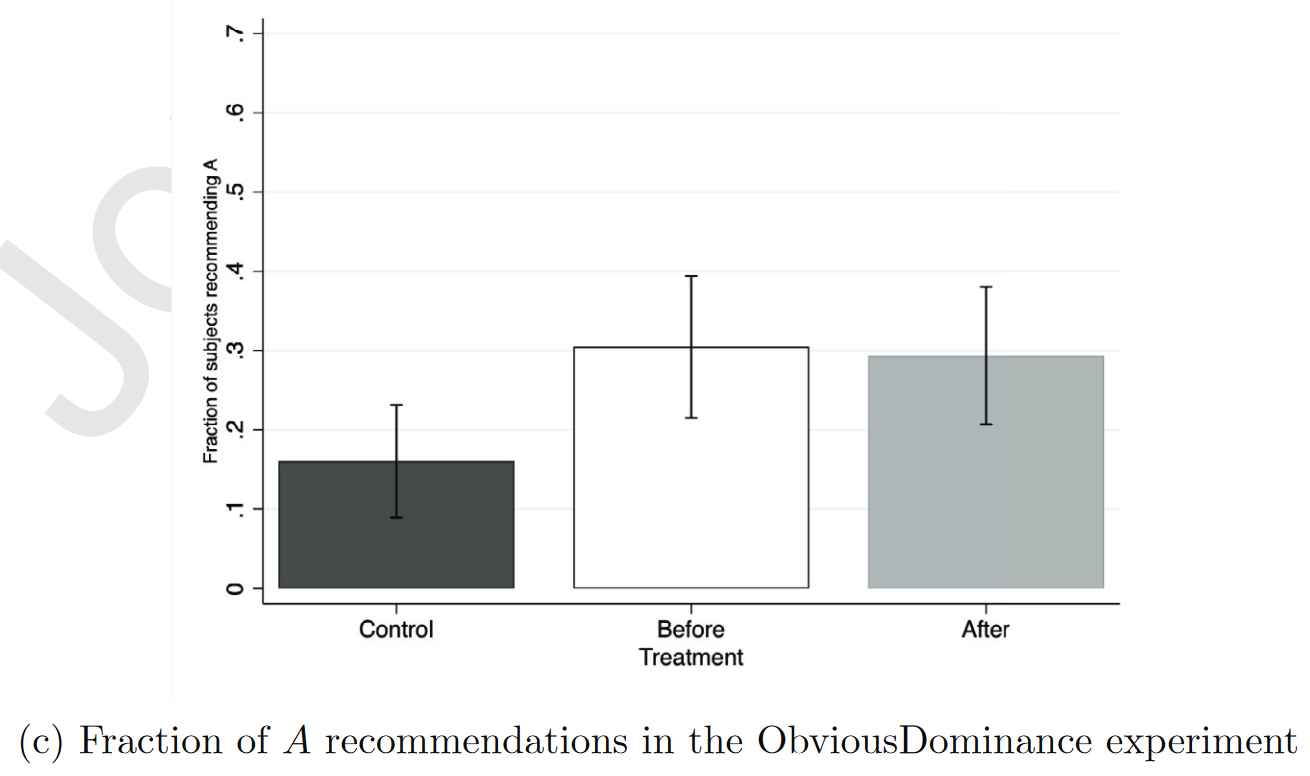 .7
.6
.5
.4
.3
.2
.1
0
Fraction of subjects recommending A
Control
Before
After
Treatment
(c) Fraction of A recommendations in the ObviousDominance experiment